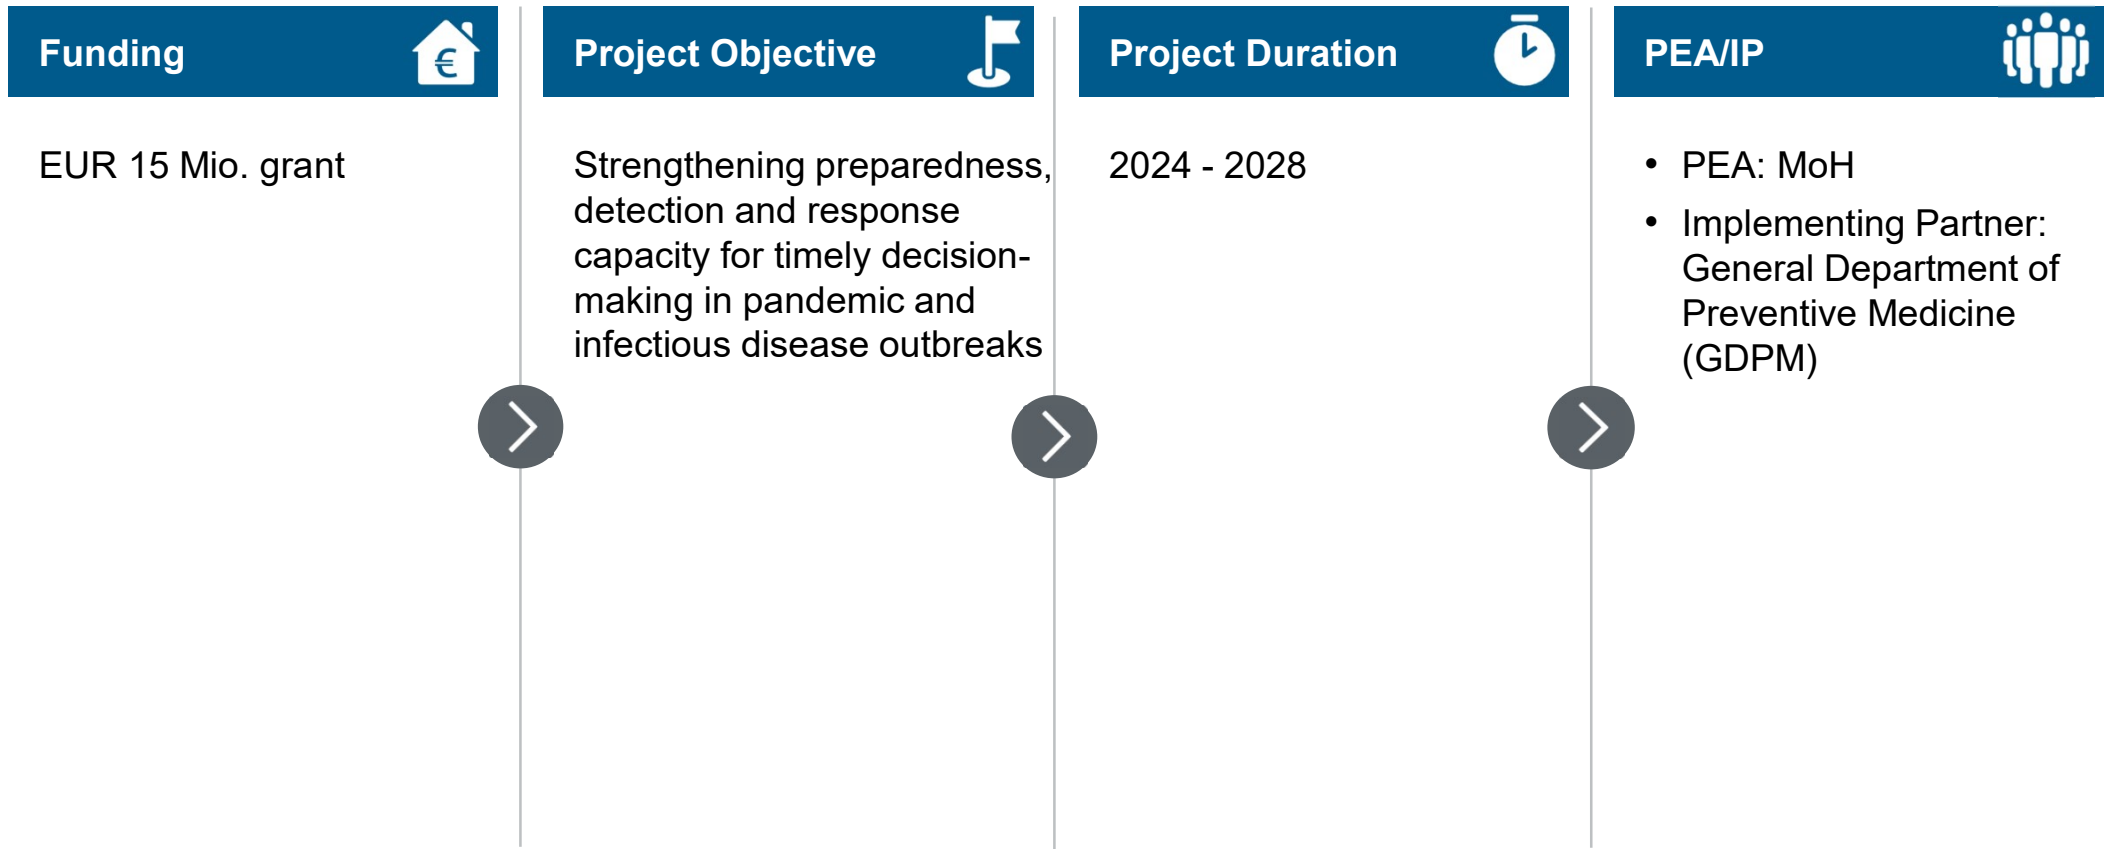 Funding
€
EUR 15 Mio. grant
Project Objective
Strengthening preparedness,
detection and response
capacity for timely decision-
making in pandemic and
infectious disease outbreaks
Project Duration
2024 - 2028
PEA/IP
• PEA: MoH
• Implementing Partner:
General Department of
Preventive Medicine
(GDPM)